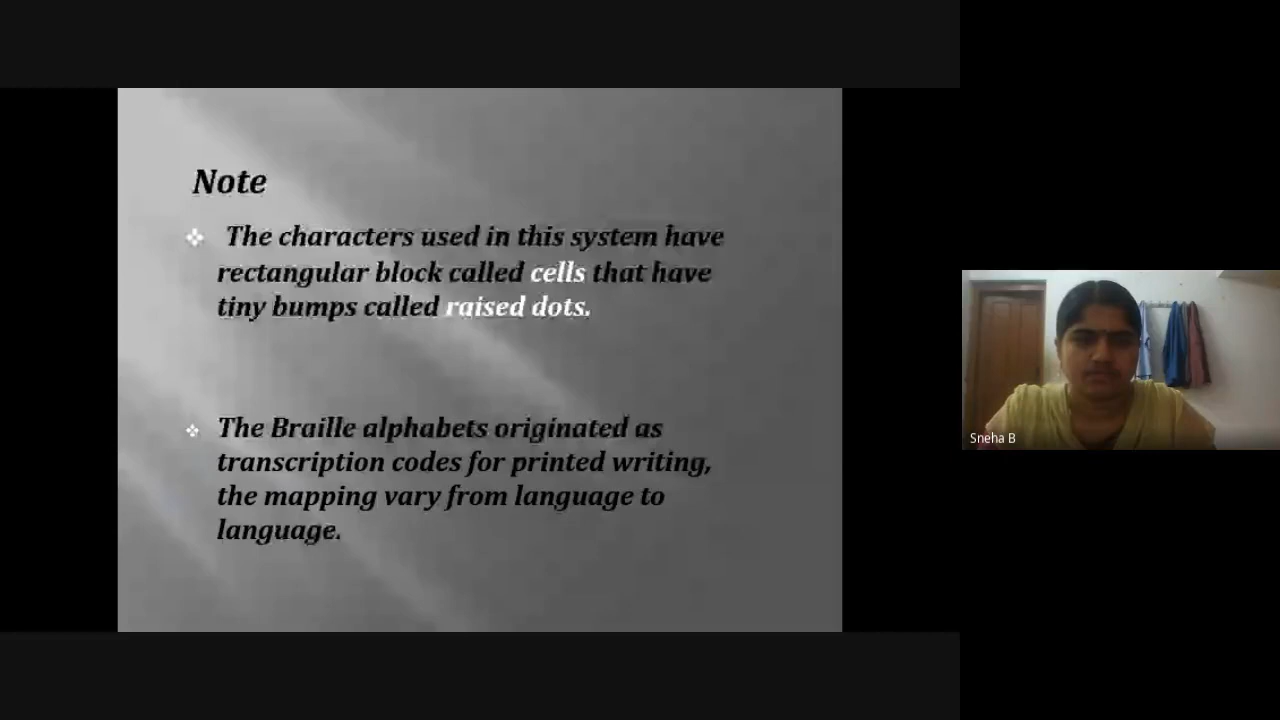 Note
The characters used in this system have
rectangular block called cells that have
tiny bumps called raised dots.
The Braille alphabets originated as
transcription codes for printed writing,
the mapping vary from language to
language.
Sneha B